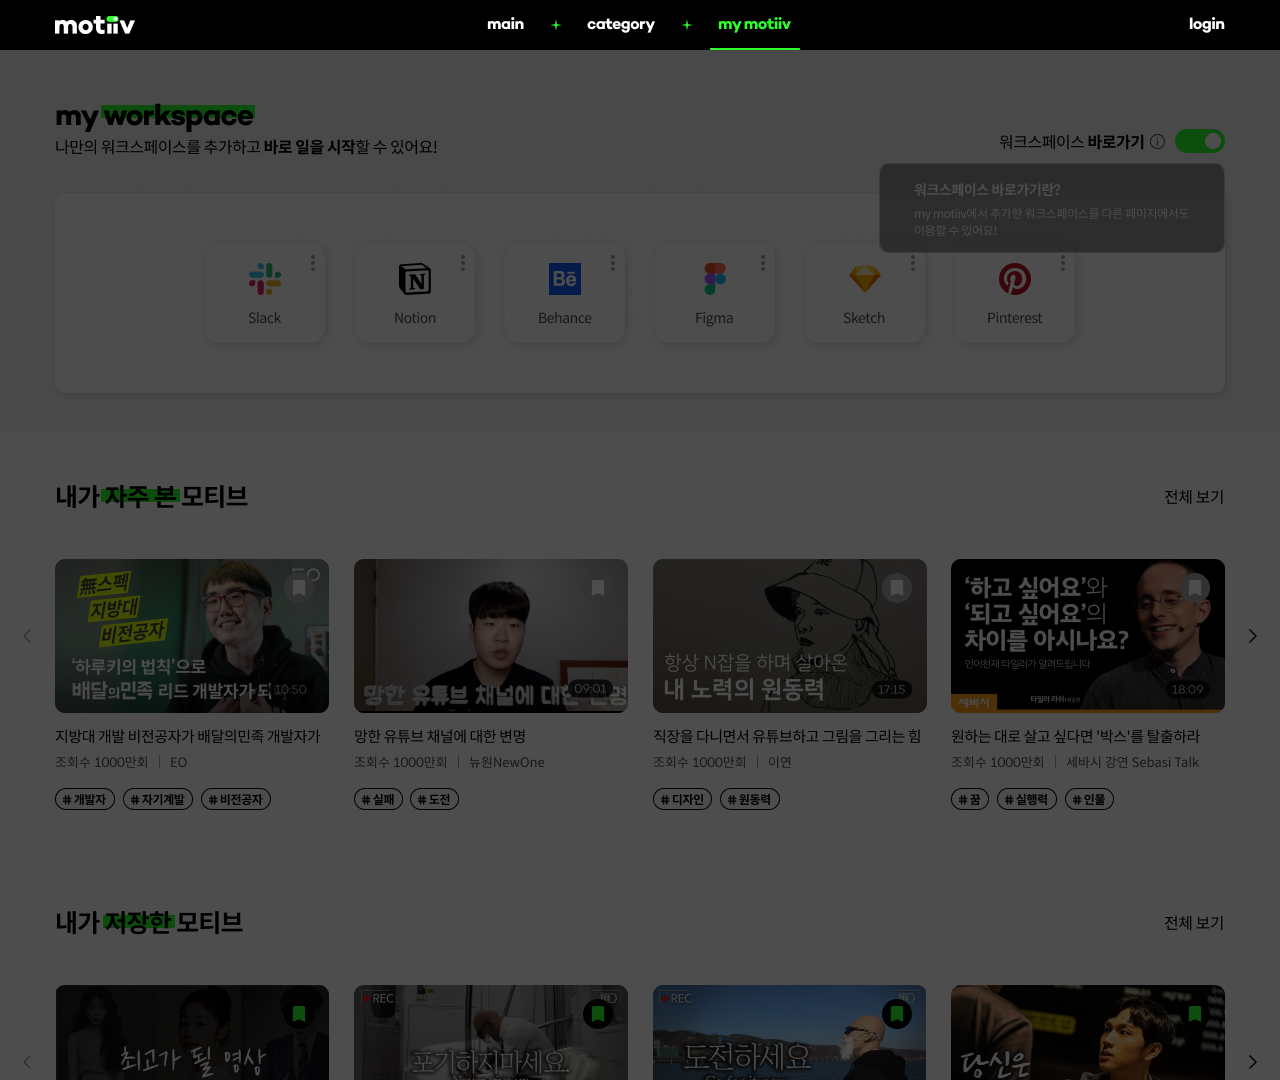 motiiv
main
category
my motiiv
login
my workspace
나만의 워크스페이스를 추가하고 바로 일을 시작할 수 있어요!
워크스페이스 바로가기
워크스페이스 바로가기란?
my motiiv에서 추가한 워크스페이스를 다른 페이지에서도
이용할 수 있어요!
Slack
Notion
Bē
Behance
Figma
Sketch
Pinterest
내가 자주 본 모티브
전체 보기
無스펙
지방대
비전공자
‘하루키의 법칙’으로
배달의민족 리드 개발자가 되
10:50
망한 유튜브 채널에 대한 변명
09:01
항상 N잡을 하며 살아온
내 노력의 원동력
17:15
‘하고 싶어요’와
‘되고 싶어요’의
차이를 아시나요?
언어천재 타일러가 알려드립니다
세바시
타일러 라쉬
18:09
지방대 개발 비전공자가 배달의민족 개발자가
조회수 1000만회
EO
# 개발자
# 자기계발
# 비전공자
망한 유튜브 채널에 대한 변명
조회수 1000만회
뉴원NewOne
# 실패
# 도전
직장을 다니면서 유튜브하고 그림을 그리는 힘
조회수 1000만회
이연
# 디자인
# 원동력
원하는 대로 살고 싶다면 '박스'를 탈출하라
조회수 1000만회
세바시 강연 Sebasi Talk
# 꿈
# 실행력
# 인물
내가 저장한 모티브
전체 보기
최고가 될 영상
REC
포기하지마세요.
REC
도전하세요
당신은